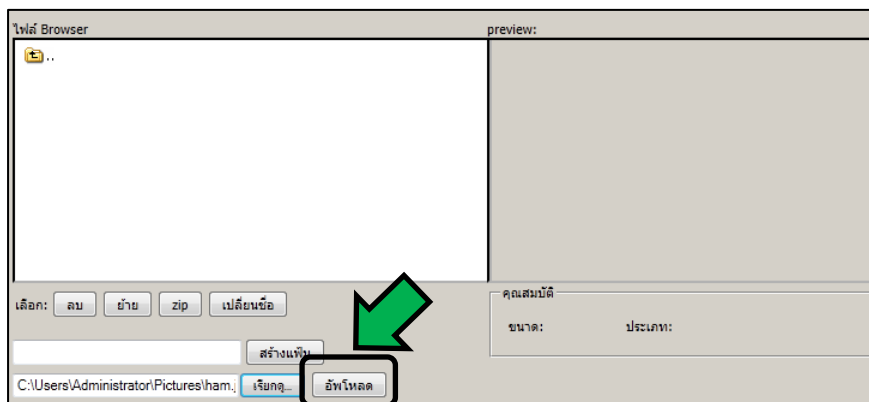 ไฟล์ Browser
preview:
..
เลือก: ลบ ย้าย zip เปลี่ยนชื่อ
คุณสมบัติ
ขนาด: ประเภท:
สร้างแฟ้ม
C:\Users\Administrator\Pictures\ham.j เรียกดู... อัพโหลด